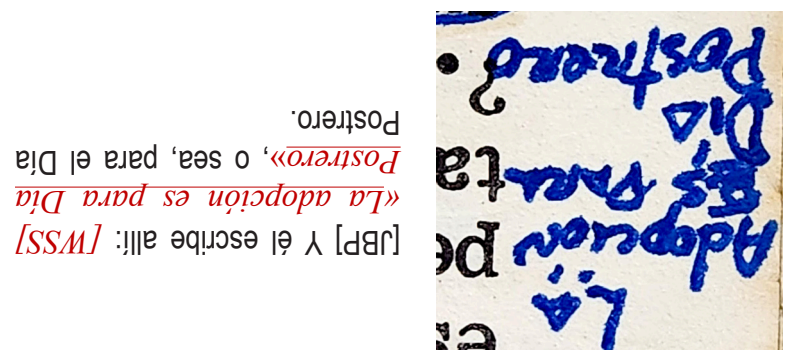 La
Adopcion
Es para
Dia
Postrero
[JBP] Y él escribe allí: [WSS]
«La adopción es para Día
Postrero», o sea, para el Día
Postrero.